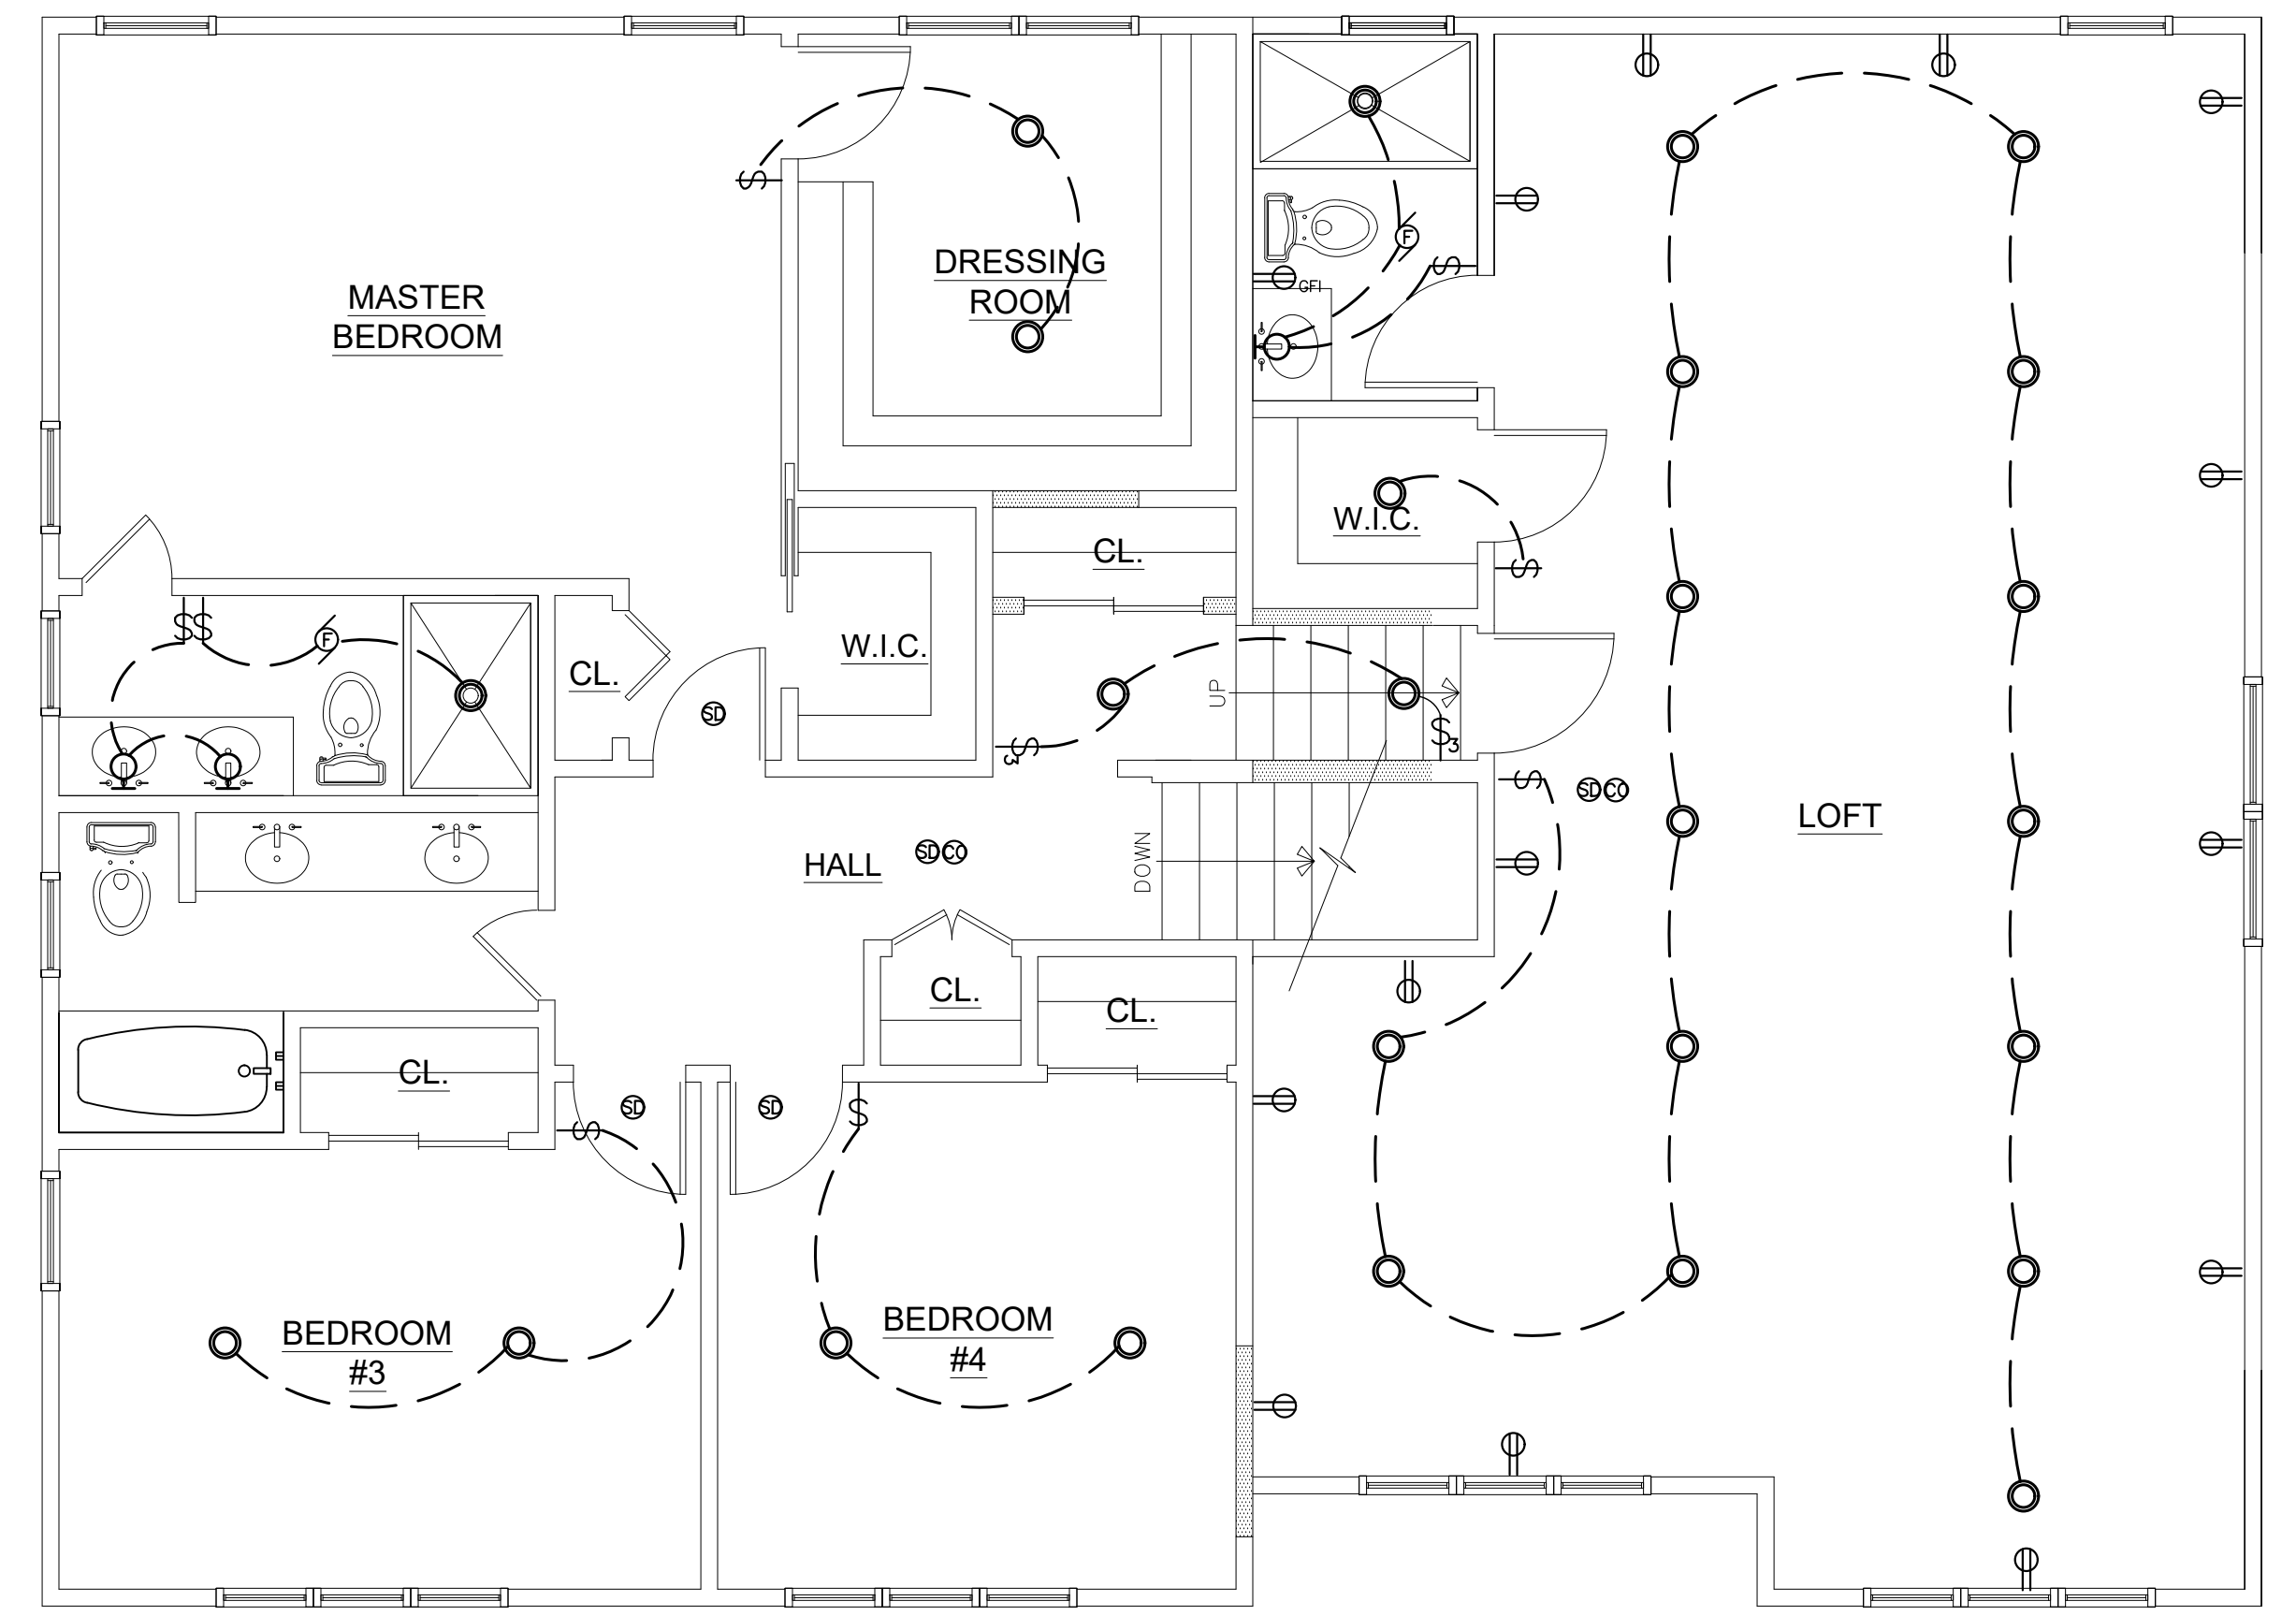 MASTER
BEDROOM
DRESSING
ROOM
$
F
$
GFI
CL.
W.I.C.
$
W.I.C.
$$
F
CL.
SD
UP
$3
$3
$
SD CO
LOFT
HALL
SD CO
DOWN
CL.
CL.
CL.
SD
SD
$
$
BEDROOM
#3
BEDROOM
#4